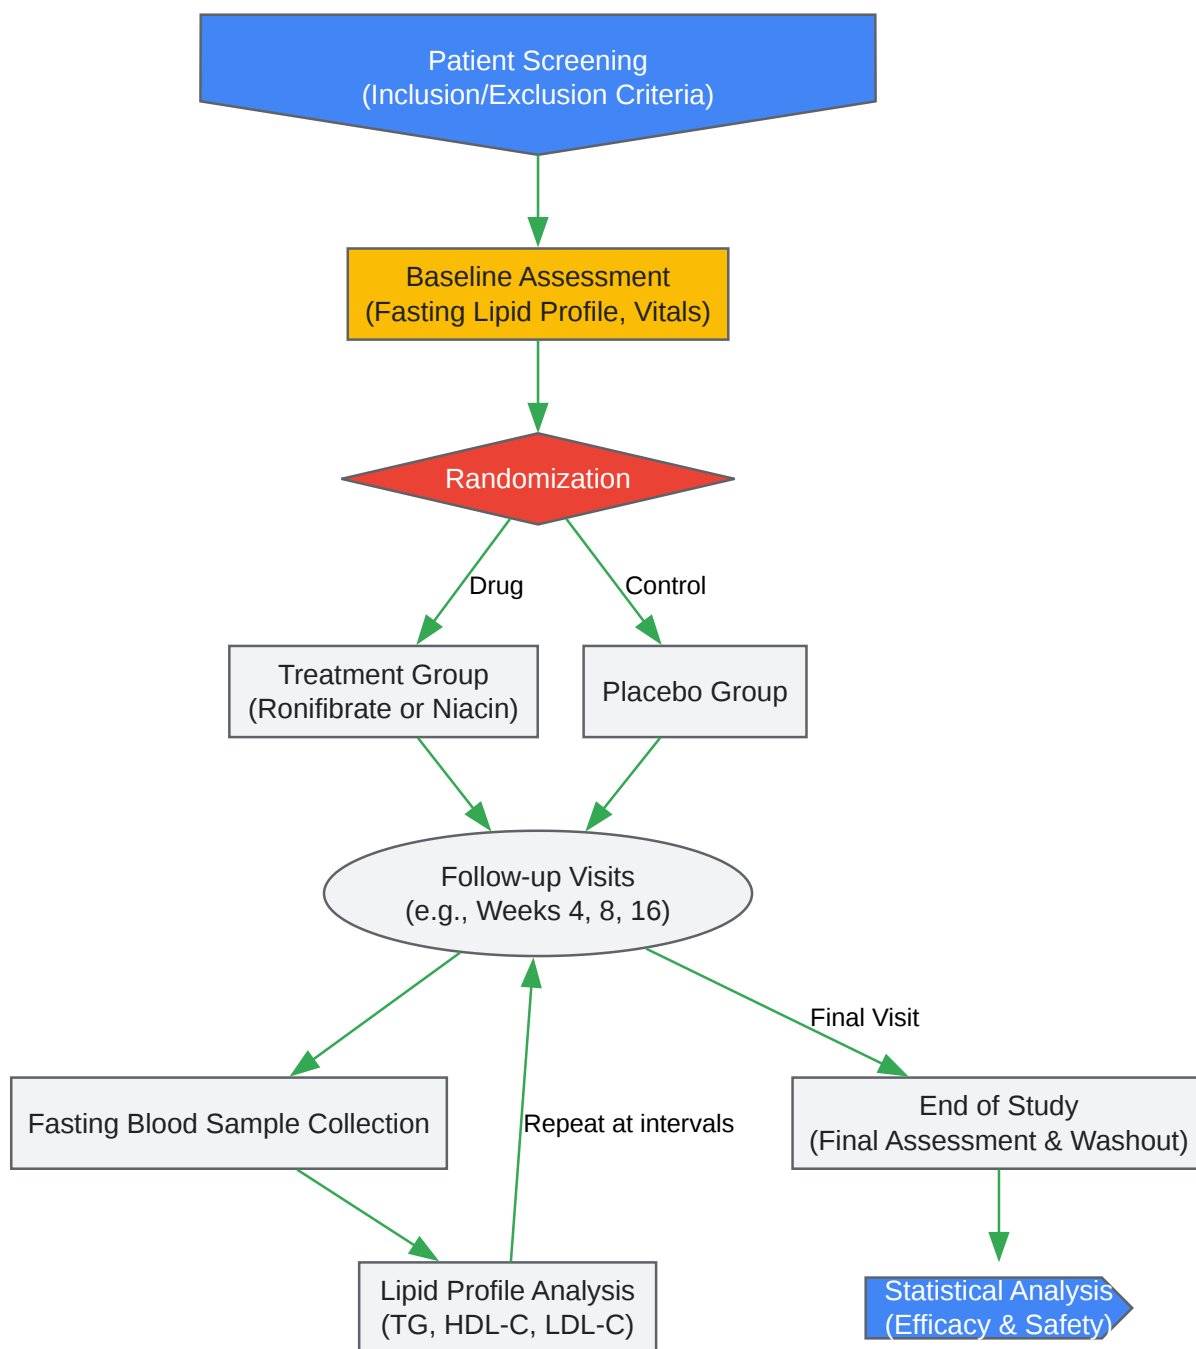 Patient Screening
(Inclusion/Exclusion Criteria)
Baseline Assessment
(Fasting Lipid Profile, Vitals)
Randomization
Drug
Control
Treatment Group
(Ronifibrate or Niacin)
Placebo Group
Follow-up Visits
(e.g., Weeks 4, 8, 16)
Final Visit
Fasting Blood Sample Collection
Repeat at intervals
End of Study
(Final Assessment & Washout)
Lipid Profile Analysis
(TG, HDL-C, LDL-C)
Statistical Analysis
(Efficacy & Safety)